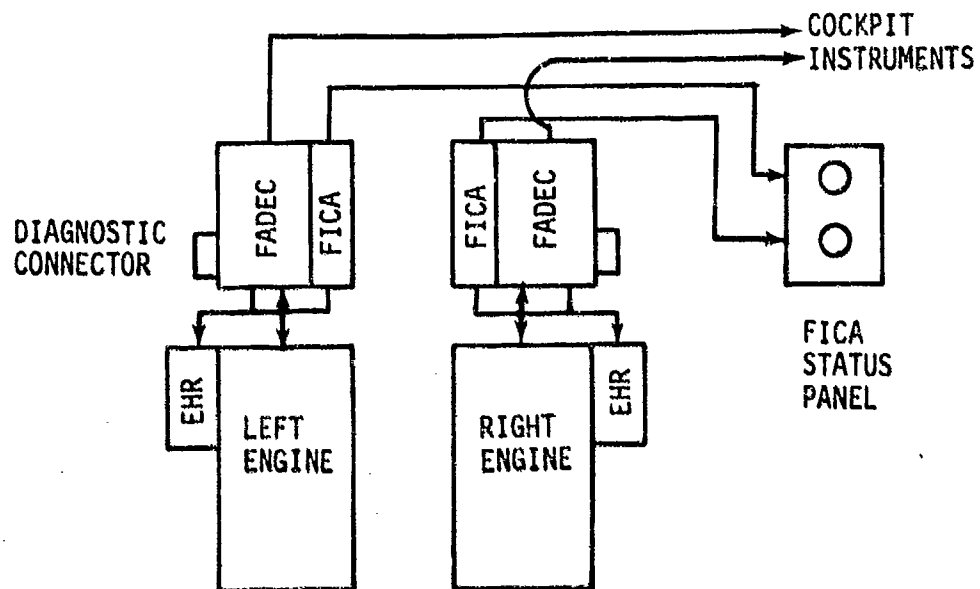 COCKPIT
INSTRUMENTS
FADEC
FICA
FICA
FADEC
DIAGNOSTIC
CONNECTOR
EHR
LEFT
ENGINE
RIGHT
ENGINE
EHR
FICA
STATUS
PANEL